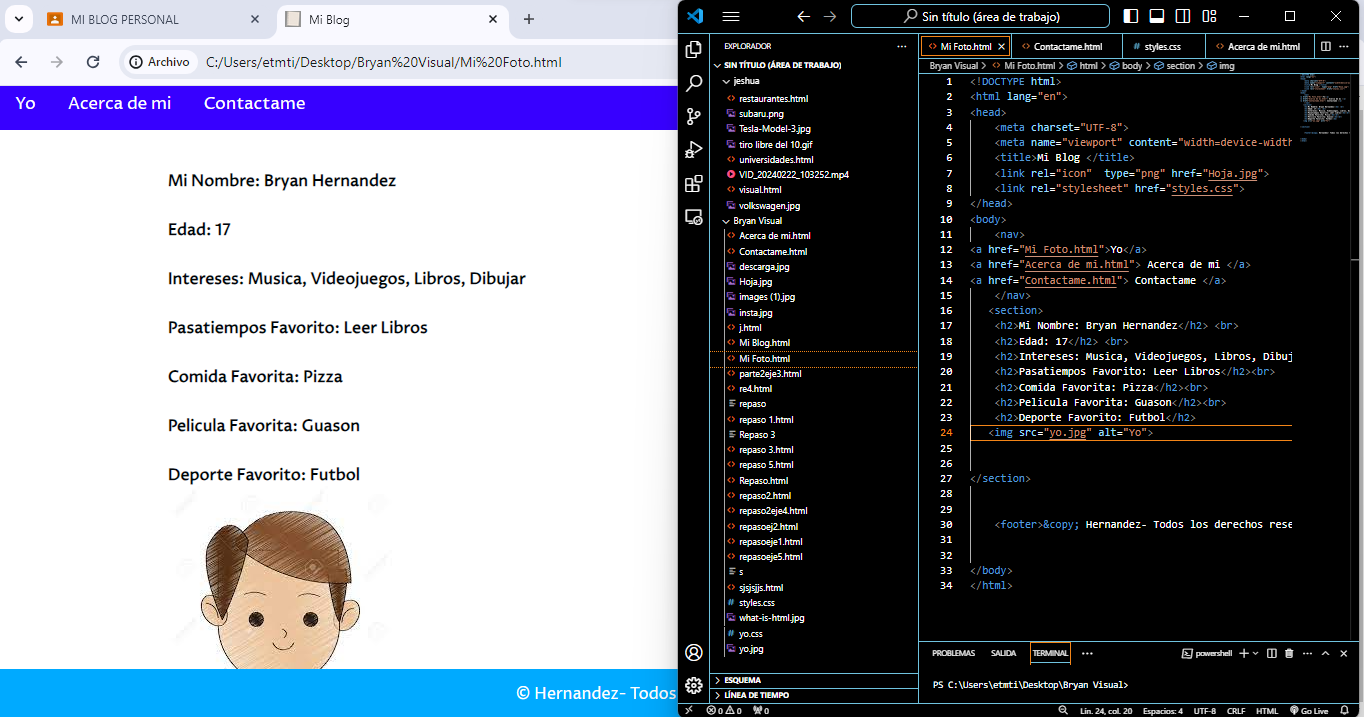 MI BLOG PERSONAL
Mi Blog
Archivo
C:/Users/etmti/Desktop/Bryan%20Visual/Mi%20Foto.html
Yo
Acerca de mi
Contactame
Mi Nombre: Bryan Hernandez
Edad: 17
Intereses: Musica, Videojuegos, Libros, Dibujar
Pasatiempos Favorito: Leer Libros
Comida Favorita: Pizza
Pelicula Favorita: Guason
Deporte Favorito: Futbol
© Hernandez- Todos
Sin título (área de trabajo)
EXPLORADOR
SIN TÍTULO (ÁREA DE TRABAJO)
jeshua
restaurantes.html
subaru.png
Tesla-Model-3.jpg
tiro libre del 10.gif
universidades.html
VID_20240222_103252.mp4
visual.html
volkswagen.jpg
Bryan Visual
Acerca de mi.html
Contactame.html
descarga.jpg
Hoja.jpg
images (1).jpg
insta.jpg
j.html
Mi Blog.html
Mi Foto.html
parte2eje3.html
re4.html
repaso
repaso 1.html
Repaso 3
repaso 3.html
repaso 5.html
Repaso.html
repaso2.html
repaso2eje4.html
repasoej2.html
repasoeje1.html
repasoeje5.html
s
sjsjsjjs.html
styles.css
what-is-html.jpg
yo.css
yo.jpg
ESQUEMA
LÍNEA DE TIEMPO
Mi Foto.html
Contactame.html
styles.css
Acerca de mi.html
Bryan Visual > Mi Foto.html > html > body > section > img
1 <!DOCTYPE html>
2 <html lang="en">
3 <head>
4 <meta charset="UTF-8">
5 <meta name="viewport" content="width=device-width
6 <title>Mi Blog </title>
7 <link rel="icon" type="png" href="Hoja.jpg">
8 <link rel="stylesheet" href="styles.css">
9 </head>
10 <body>
11 <nav>
12 <a href="Mi Foto.html">Yo</a>
13 <a href="Acerca de mi.html"> Acerca de mi </a>
14 <a href="Contactame.html"> Contactame </a>
15 </nav>
16 <section>
17 <h2>Mi Nombre: Bryan Hernandez</h2> <br>
18 <h2>Edad: 17</h2> <br>
19 <h2>Intereses: Musica, Videojuegos, Libros, Dibuj
20 <h2>Pasatiempos Favorito: Leer Libros</h2><br>
21 <h2>Comida Favorita: Pizza</h2><br>
22 <h2>Pelicula Favorita: Guason</h2><br>
23 <h2>Deporte Favorito: Futbol</h2>
24 <img src="yo.jpg" alt="Yo">
25
26
27 </section>
28
29
30 <footer>&copy; Hernandez- Todos los derechos rese
31
32
33 </body>
34 </html>
PROBLEMAS
SALIDA
TERMINAL
powershell
PS C:\Users\etmti\Desktop\Bryan Visual>
0 0 0
Lín. 24, col. 20
Espacios: 4
UTF-8
CRLF
HTML
Go Live